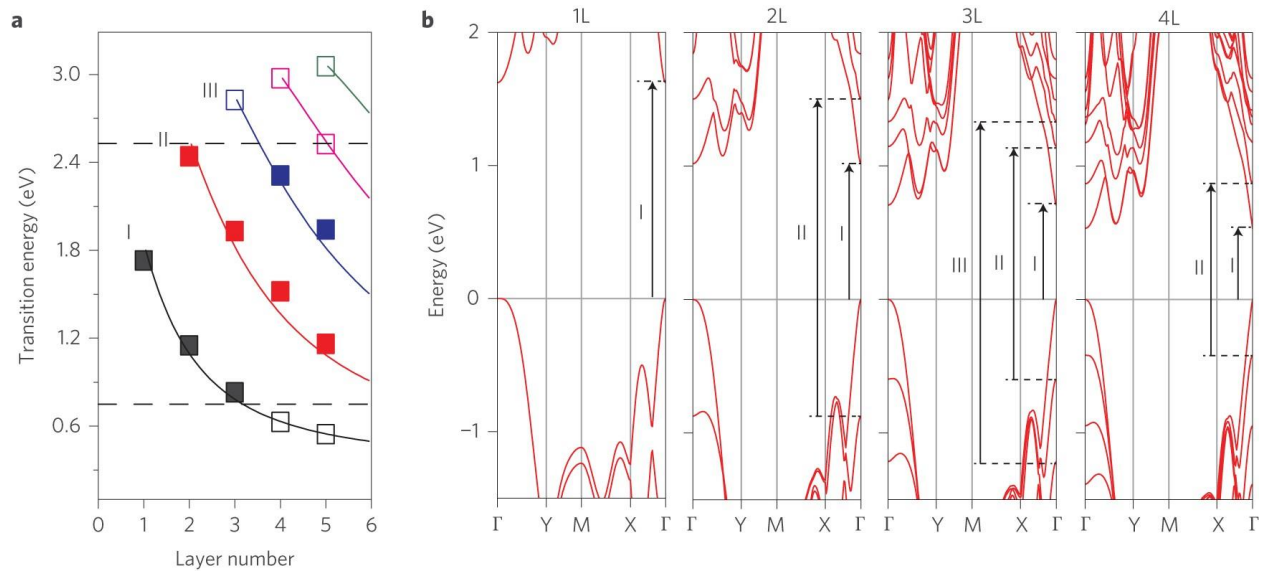 a
Transition energy (eV)
3.0
2.4
1.8
1.2
0.6
III
II
I
0 1 2 3 4 5 6
Layer number
b
1L 2L 3L 4L
Energy (eV)
2
1
0
−1
I
II I
III II I
II I
Γ Y M X Γ
Γ Y M X Γ
Γ Y M X Γ
Γ Y M X Γ